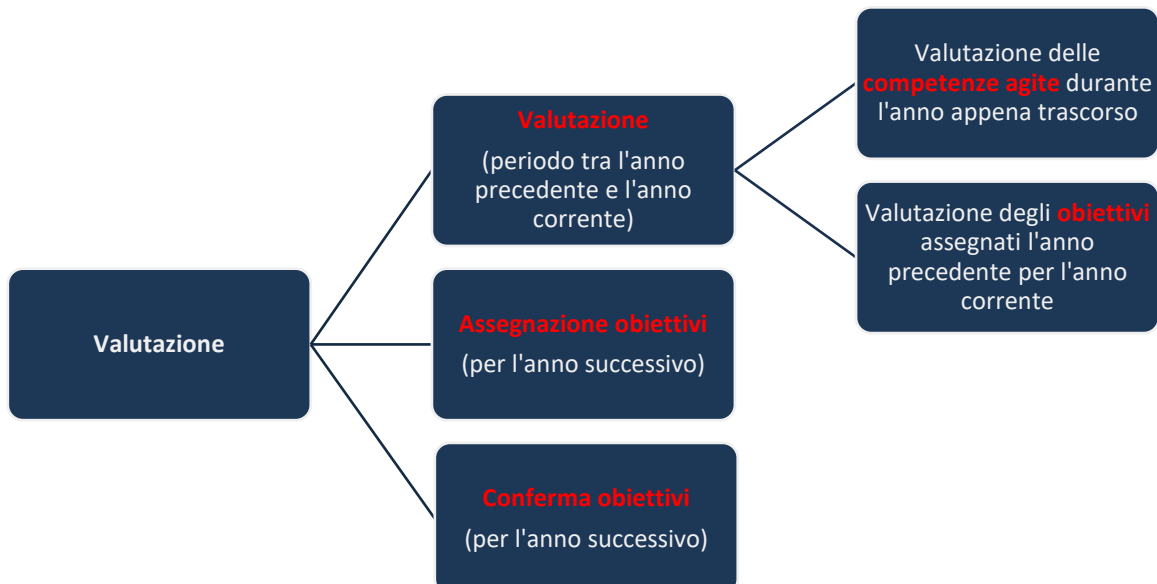 Valutazione
Valutazione
(periodo tra l'anno
precedente e l'anno
corrente)
Valutazione delle
competenze agite durante
l'anno appena trascorso
Valutazione degli obiettivi
assegnati l'anno
precedente per l'anno
corrente
Assegnazione obiettivi
(per l'anno successivo)
Conferma obiettivi
(per l'anno successivo)